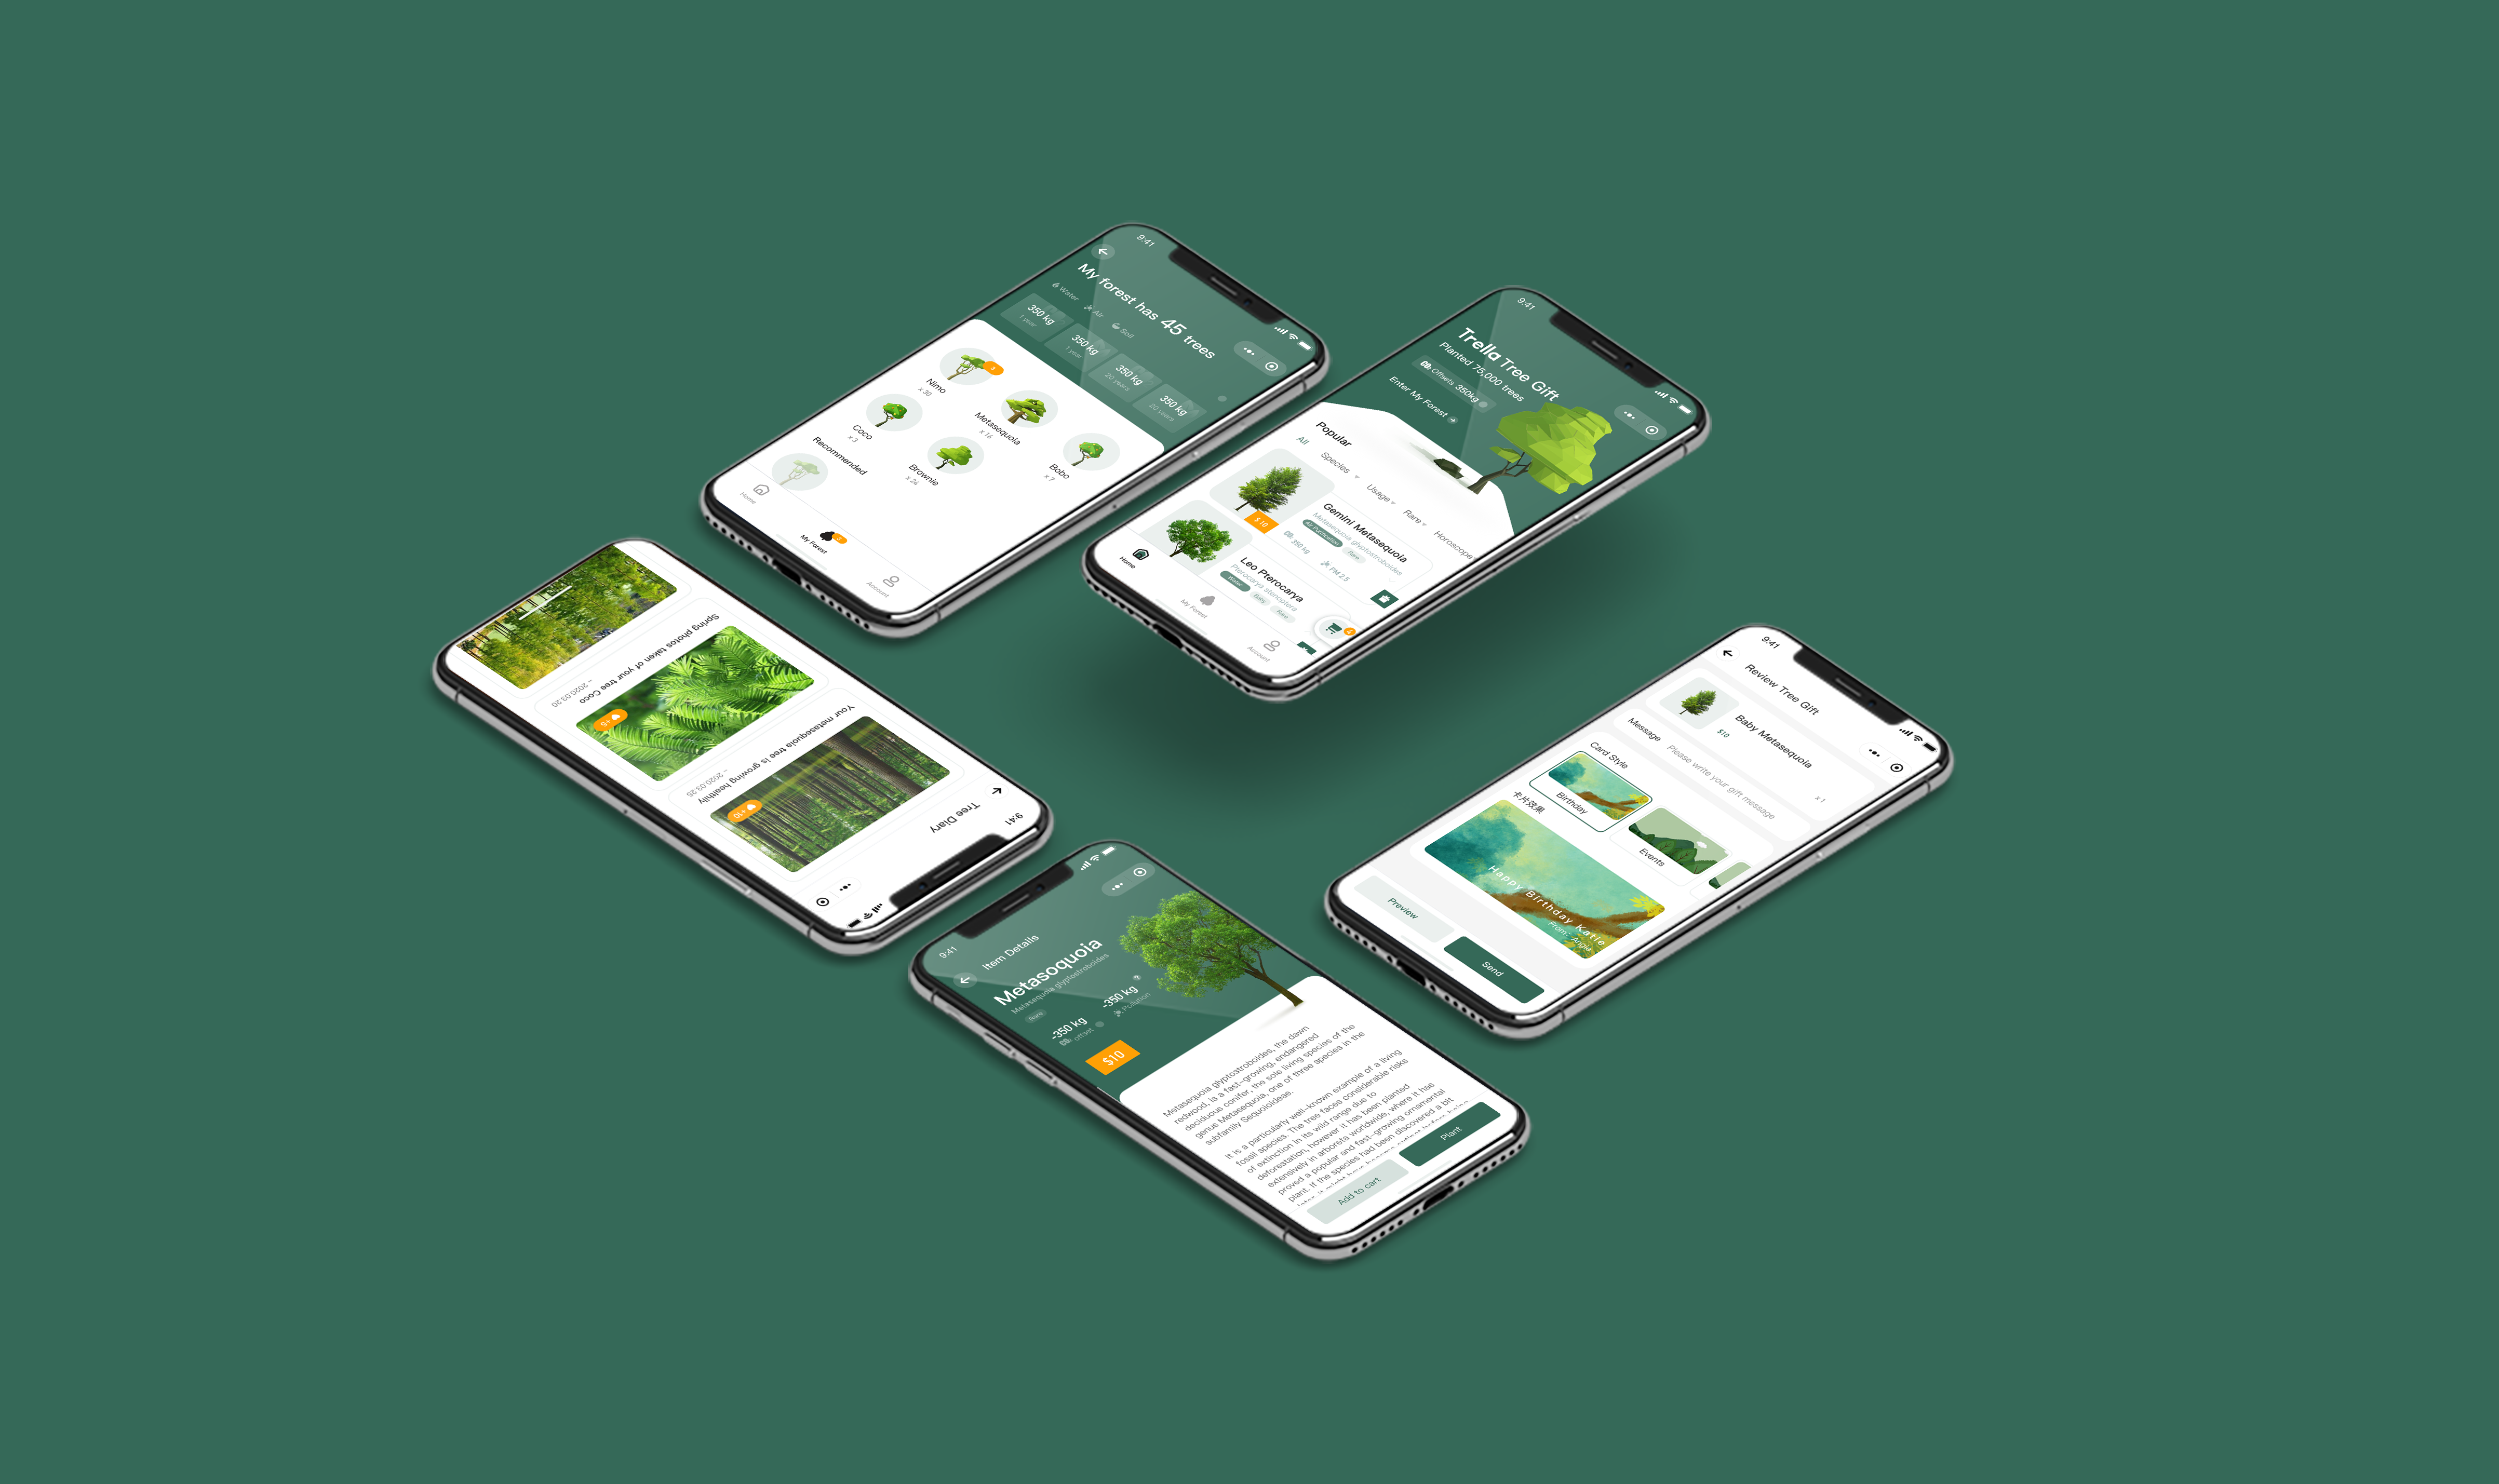 9:41
My forest has 45 trees
Water
Air
Soil
350 kg
1 year
350 kg
1 year
350 kg
20 years
350 kg
20 years
Nimo
x 30
Metasequoia
x 16
Bobo
x 7
Coco
x 3
Brownie
x 24
Recommended
Home
My Forest
Account
9:41
Trella Tree Gift
Planted 75,000 trees
Offsets 350kg
Enter My Forest
Popular
All
Species
Usage
Rare
Horoscope
$10
Gemini Metasequoia
Metasequoia glyptostroboides
Rare
350 kg
PM 2.5
Leo Pterocarya
Pterocarya stenoptera
Water
Rare
Home
My Forest
Account
9:41
Tree Diary
Your metasequoia tree is growing healthily
~ 2020.03.25
+10
Spring photos taken of your tree Coco
~ 2020.03.20
+5
9:41
Item Details
Metasoquoia
Metasequoia glyptostroboides
Rare
-350 kg
offset
-350 kg
Pollution
$10
Metasequoia glyptostroboides, the dawn
redwood, is a fast-growing, endangered
deciduous conifer, the sole living species of the
genus Metasequoia, one of three species in the
subfamily Sequoioideae.
It is a particularly well-known example of a living
fossil species. The tree faces considerable risks
of extinction in its wild range due to
deforestation, however it has been planted
extensively in arboreta worldwide, where it has
proved a popular and fast-growing ornamental
plant. If the species had been discovered a bit
Add to cart
Plant
9:41
Review Tree Gift
Baby Metasequoia
$10
x 1
Message
Please write your gift message
Card Style
Birthday
Events
卡片效果
Happy Birthday Katie
From Angie
Preview
Send